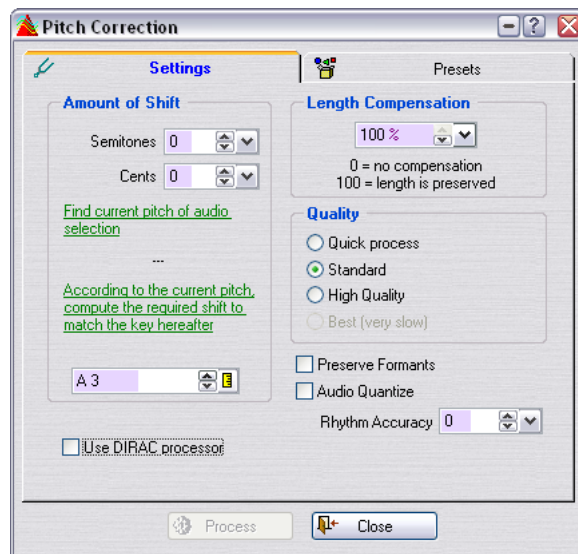 Pitch Correction
Settings
Presets
Amount of Shift
Semitones 0
Cents 0
Find current pitch of audio
selection
---
According to the current pitch,
compute the required shift to
match the key hereafter
A 3
Use DIRAC processor
Length Compensation
100 %
0 = no compensation
100 = length is preserved
Quality
Quick process
Standard
High Quality
Best (very slow)
Preserve Formants
Audio Quantize
Rhythm Accuracy 0
Process
Close